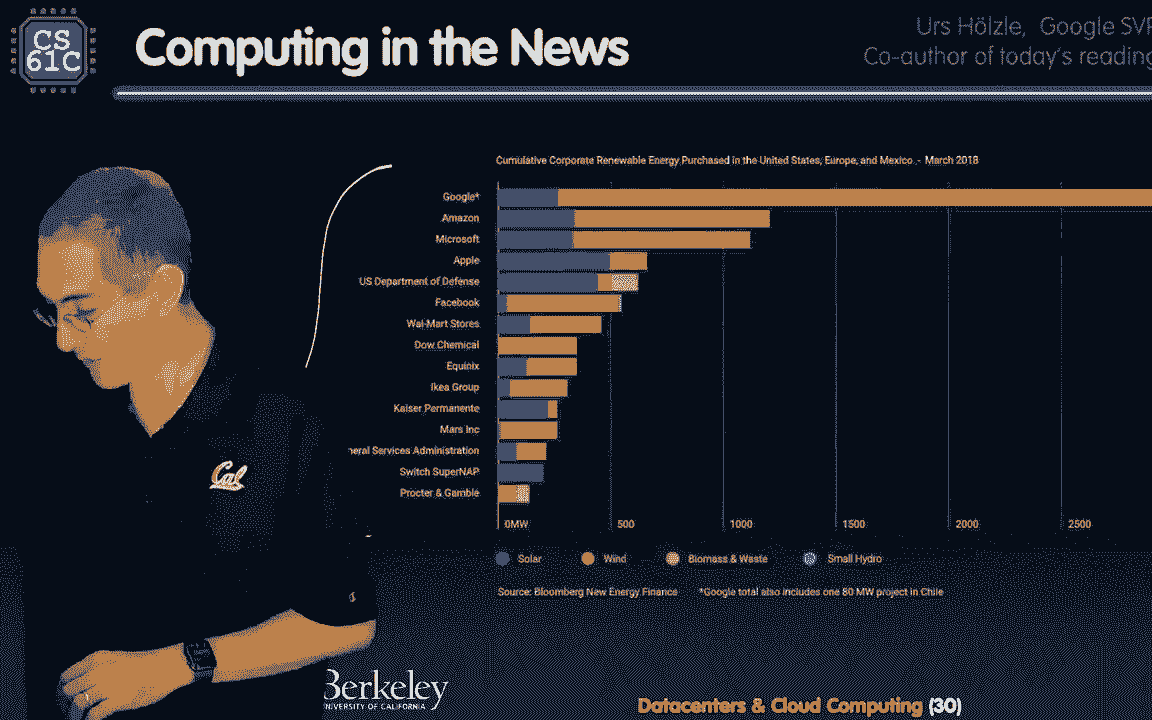 CS
61C
Computing in the News
Urs Hölzle, Google SVP
Co-author of today's reading
Cumulative Corporate Renewable Energy Purchased in the United States, Europe, and Mexico - March 2018
Google*
Amazon
Microsoft
Apple
US Department of Defense
Facebook
Wal-Mart Stores
Dow Chemical
Equinix
Ikea Group
Kaiser Permanente
Mars Inc
neral Services Administration
Switch SuperNAP
Procter & Gamble
0MW 500 1000 1500 2000 2500
Solar Wind Biomass & Waste Small Hydro
Source: Bloomberg New Energy Finance *Google total also includes one 80 MW project in Chile
Cal
Berkeley
UNIVERSITY OF CALIFORNIA
Datacenters & Cloud Computing (30)